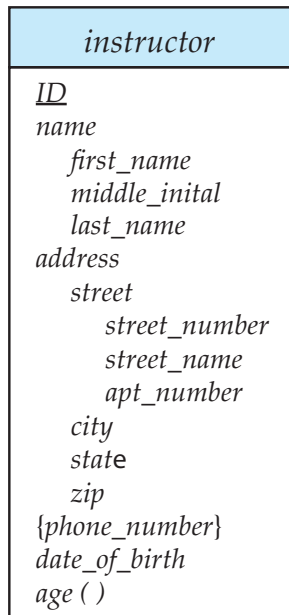 instructor
ID
name
first_name
middle_inital
last_name
address
street
street_number
street_name
apt_number
city
state
zip
{phone_number}
date_of_birth
age ( )